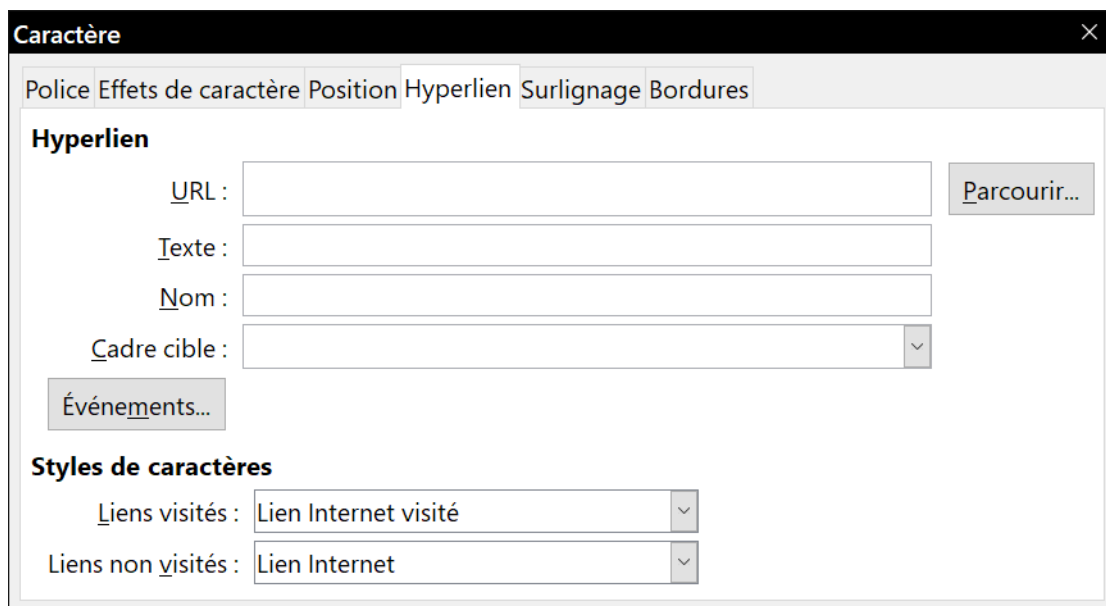 Caractère
Police Effets de caractère Position Hyperlien Surlignage Bordures
Hyperlien
URL : Parcourir...
Texte :
Nom :
Cadre cible :
Événements...
Styles de caractères
Liens visités : Lien Internet visité
Liens non visités : Lien Internet